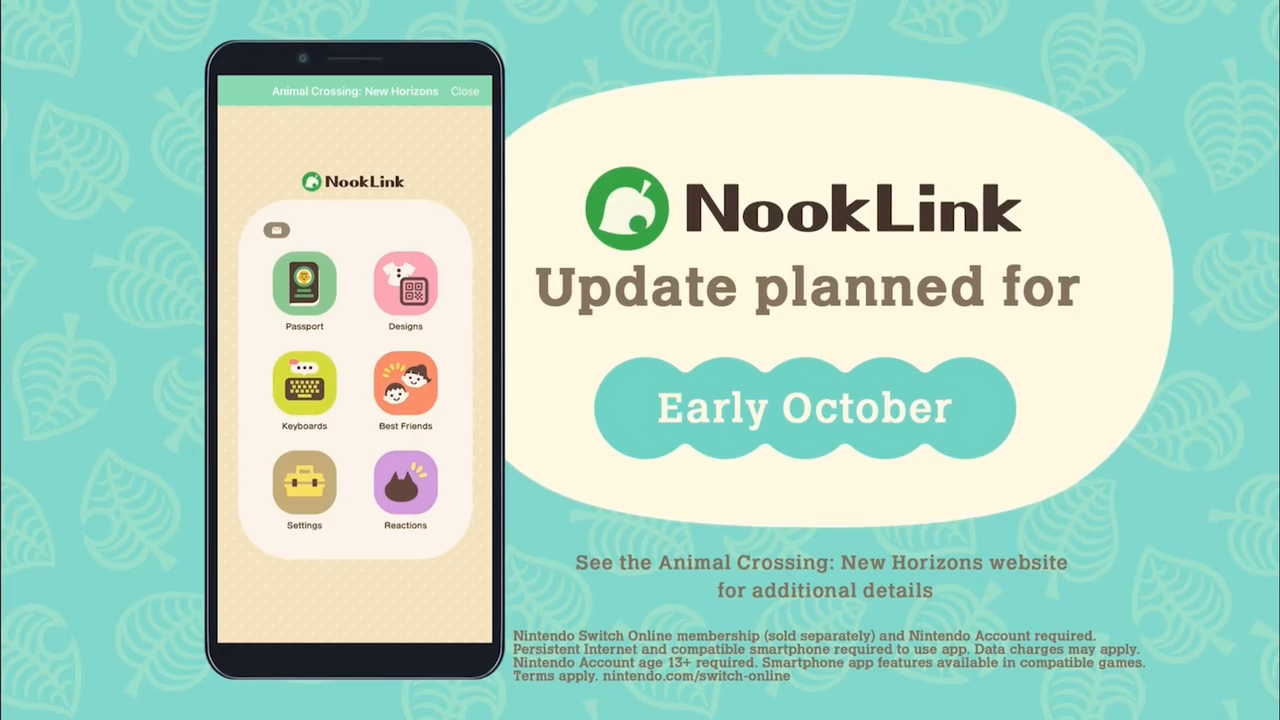 Animal Crossing: New Horizons Close
NookLink
Passport Designs
Keyboards Best Friends
Settings Reactions
NookLink
Update planned for
Early October
See the Animal Crossing: New Horizons website
for additional details
Nintendo Switch Online membership (sold separately) and Nintendo Account required.
Persistent Internet and compatible smartphone required to use app. Data charges may apply.
Nintendo Account age 13+ required. Smartphone app features available in compatible games.
Terms apply. nintendo.com/switch-online